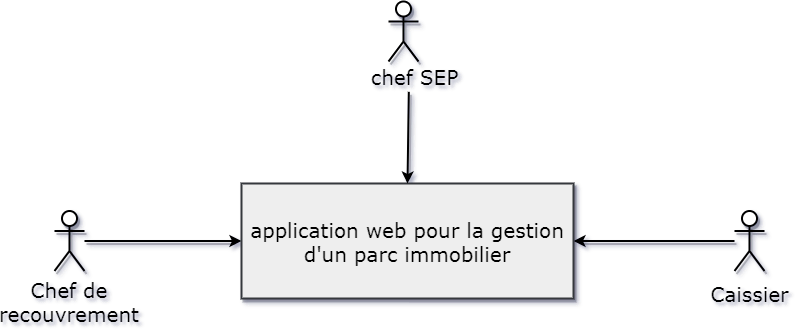 chef SEP
application web pour la gestion
d'un parc immobilier
Chef de
recouvrement
Caissier